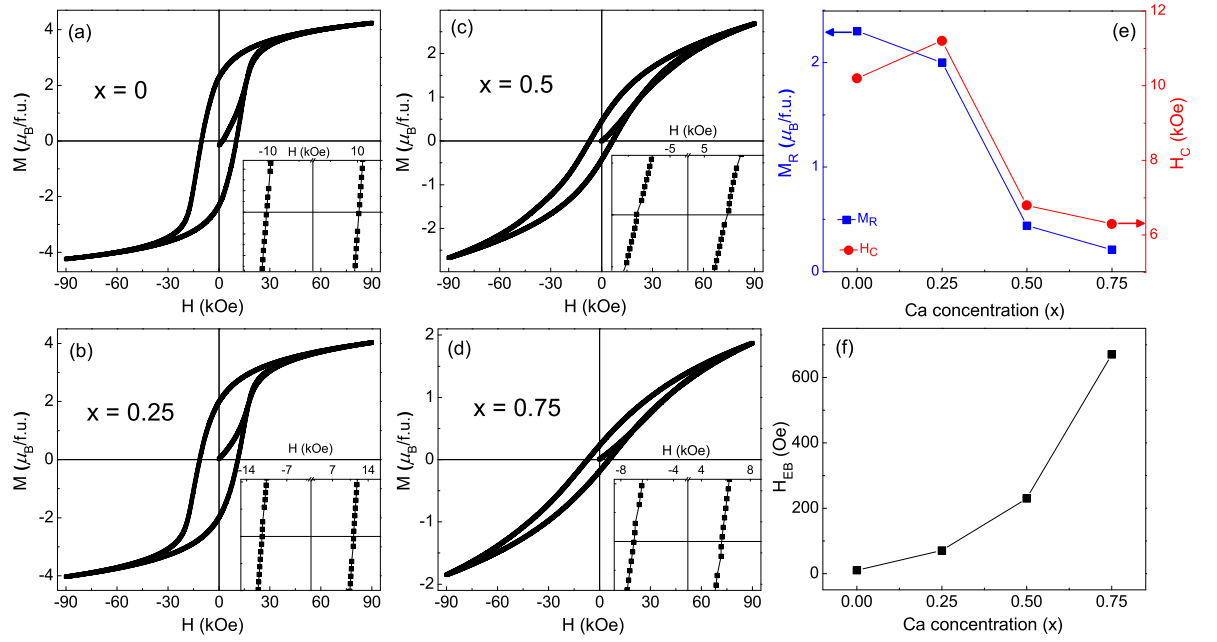 (a)
x = 0
M (μB/f.u.)
4
2
0
-2
-4
-90
-60
-30
0
30
60
90
H (kOe)
H (kOe)
-10
10
(c)
x = 0.5
M (μB/f.u.)
2
1
0
-1
-2
-90
-60
-30
0
30
60
90
H (kOe)
H (kOe)
-5
5
(e)
MR (μB/f.u.)
2
1
0
HC (kOe)
12
10
8
6
4
MR
HC
0.00
0.25
0.50
0.75
Ca concentration (x)
(b)
x = 0.25
M (μB/f.u.)
4
2
0
-2
-4
-90
-60
-30
0
30
60
90
H (kOe)
H (kOe)
-14
-7
7
14
(d)
x = 0.75
M (μB/f.u.)
2
1
0
-1
-2
-90
-60
-30
0
30
60
90
H (kOe)
H (kOe)
-8
-4
4
8
(f)
HEB (Oe)
600
400
200
0
0.00
0.25
0.50
0.75
Ca concentration (x)